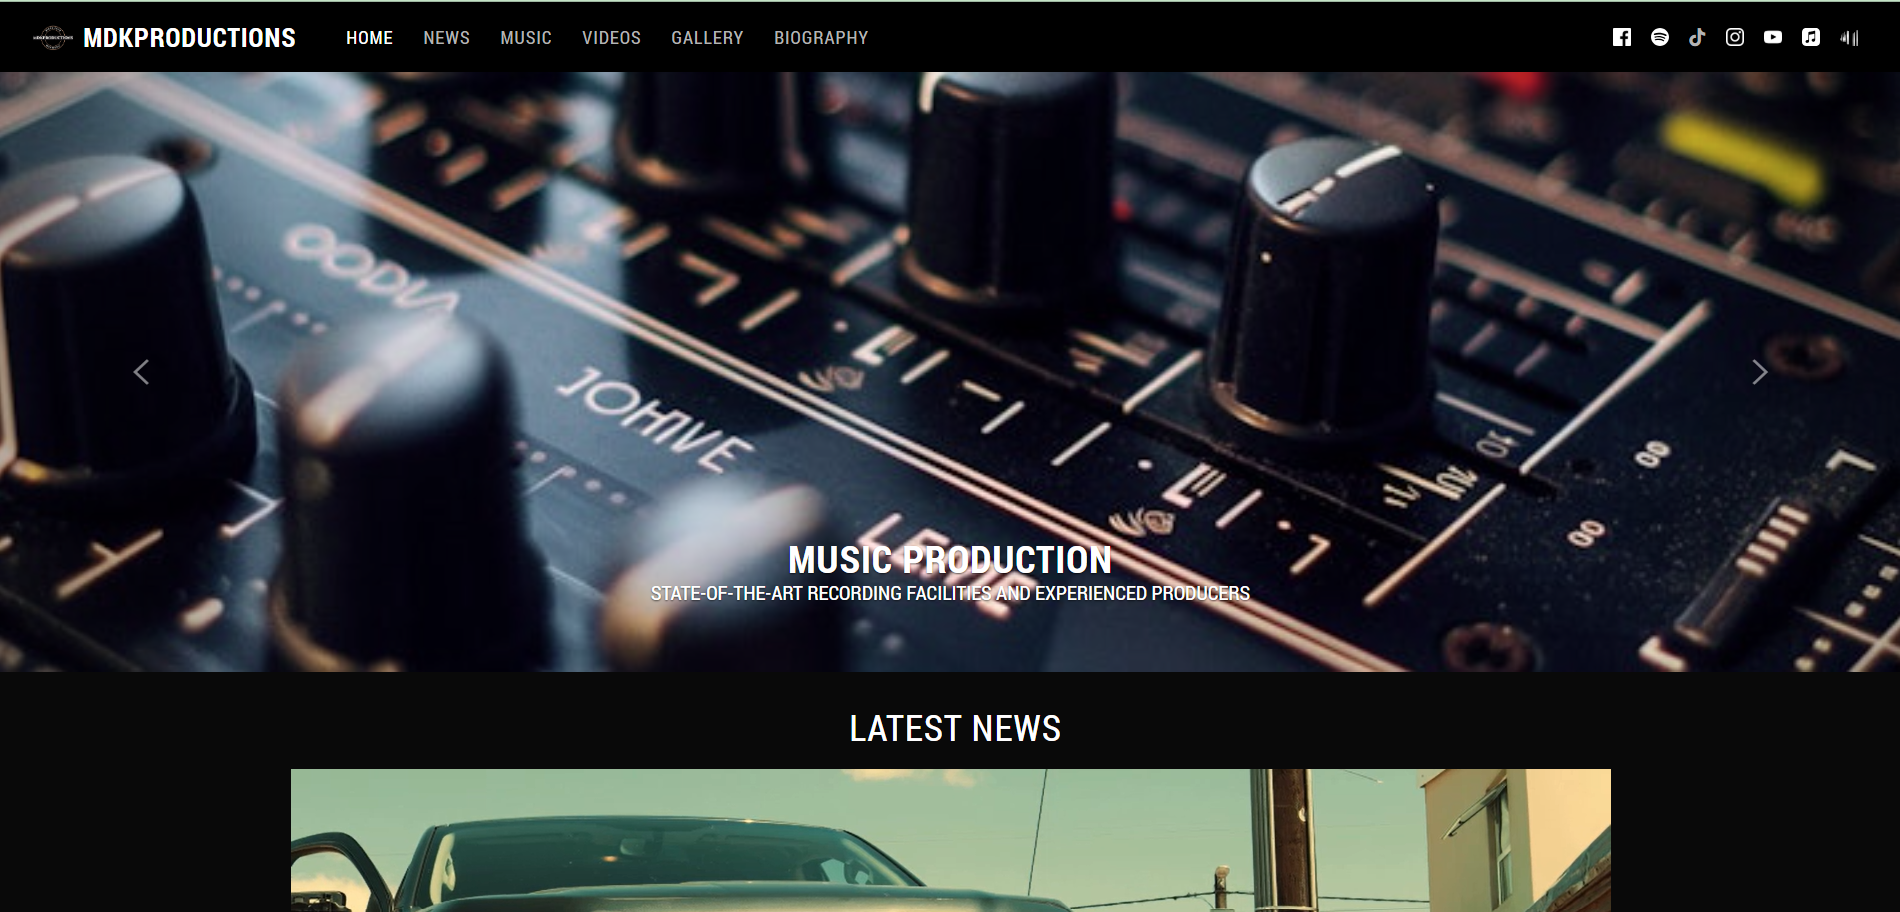 MDKPRODUCTIONS HOME NEWS MUSIC VIDEOS GALLERY BIOGRAPHY
MUSIC PRODUCTION
STATE-OF-THE-ART RECORDING FACILITIES AND EXPERIENCED PRODUCERS
LATEST NEWS